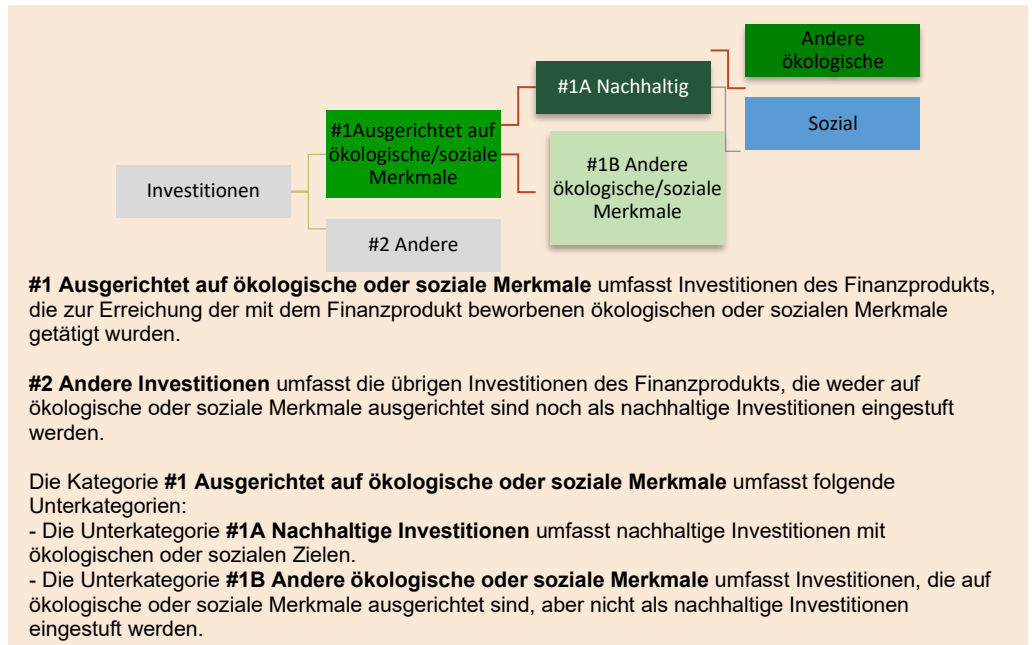 Andere
ökologische
#1A Nachhaltig
Sozial
#1Ausgerichtet auf
ökologische/soziale
Merkmale
#1B Andere
ökologische/soziale
Merkmale
Investitionen
#2 Andere
#1 Ausgerichtet auf ökologische oder soziale Merkmale umfasst Investitionen des Finanzprodukts,
die zur Erreichung der mit dem Finanzprodukt beworbenen ökologischen oder sozialen Merkmale
getätigt wurden.
#2 Andere Investitionen umfasst die übrigen Investitionen des Finanzprodukts, die weder auf
ökologische oder soziale Merkmale ausgerichtet sind noch als nachhaltige Investitionen eingestuft
werden.
Die Kategorie #1 Ausgerichtet auf ökologische oder soziale Merkmale umfasst folgende
Unterkategorien:
- Die Unterkategorie #1A Nachhaltige Investitionen umfasst nachhaltige Investitionen mit
ökologischen oder sozialen Zielen.
- Die Unterkategorie #1B Andere ökologische oder soziale Merkmale umfasst Investitionen, die auf
ökologische oder soziale Merkmale ausgerichtet sind, aber nicht als nachhaltige Investitionen
eingestuft werden.